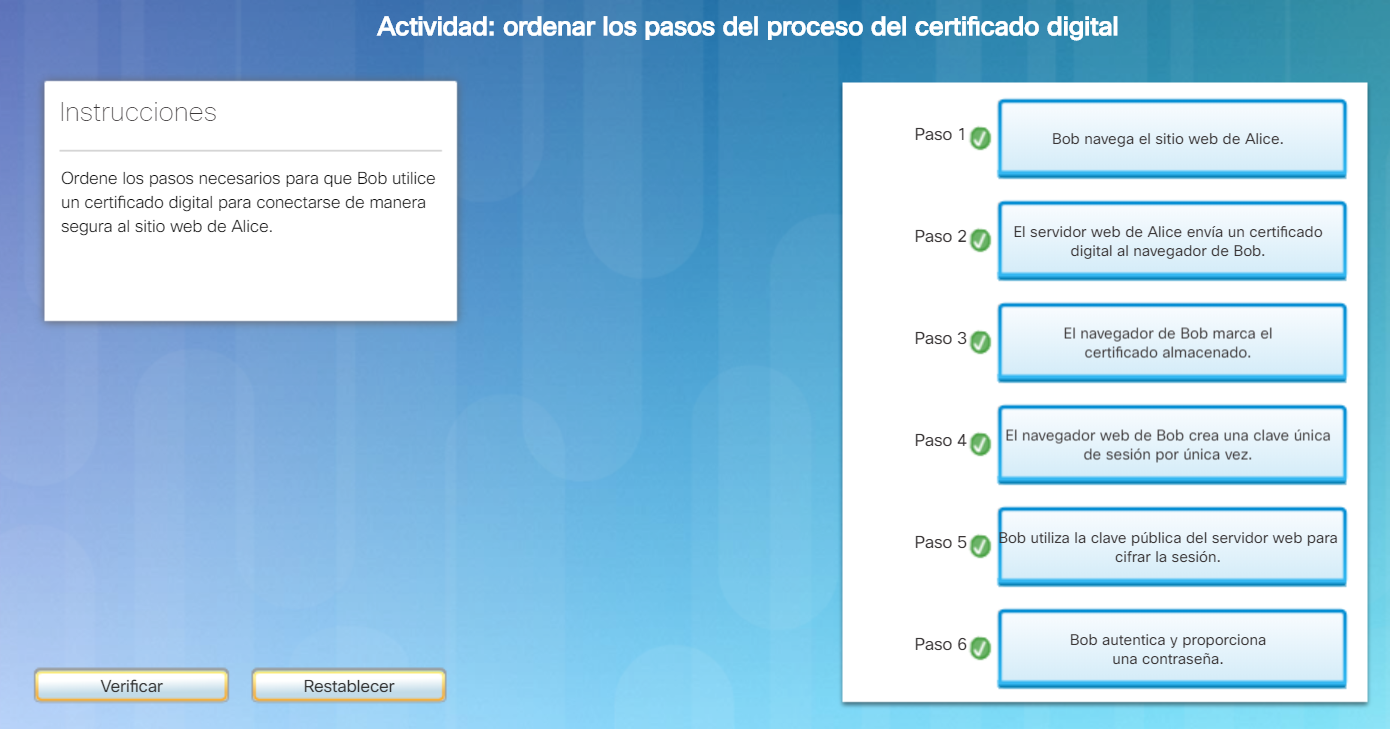 Actividad: ordenar los pasos del proceso del certificado digital
Instrucciones
Ordene los pasos necesarios para que Bob utilice
un certificado digital para conectarse de manera
segura al sitio web de Alice.
Paso 1
Bob navega el sitio web de Alice.
Paso 2
El servidor web de Alice envía un certificado
digital al navegador de Bob.
Paso 3
El navegador de Bob marca el
certificado almacenado.
Paso 4
El navegador web de Bob crea una clave única
de sesión por única vez.
Paso 5
Bob utiliza la clave pública del servidor web para
cifrar la sesión.
Paso 6
Bob autentica y proporciona
una contraseña.
Verificar
Restablecer